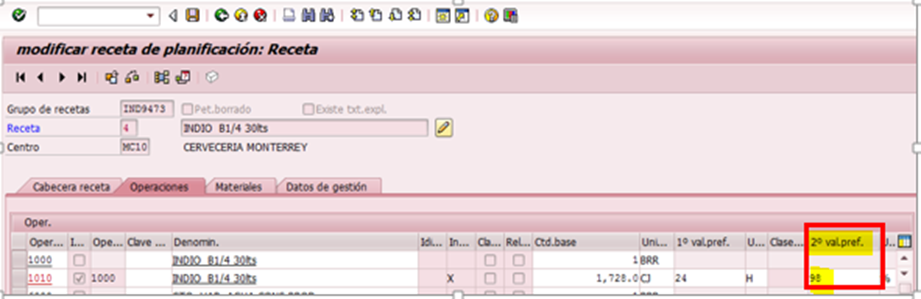 modificar receta de planificación: Receta
Grupo de recetas IND9473 Pet.borrado Existe txt.expl.
Receta 4 INDIO B1/4 30lts
Centro MC10 CERVECERIA MONTERREY
Cabecera receta Operaciones Materiales Datos de gestión
Oper.
Oper... I... Ope... Clave ... Denomin. Idi... In... Cla... Rel... Ctd.base Uni... 1º val.pref. U... Clase... 2º val.pref. U..
1000 INDIO B1/4 30lts 1 BRR
1010 1000 INDIO B1/4 30lts X 1,728.0 CJ 24 H 98 %